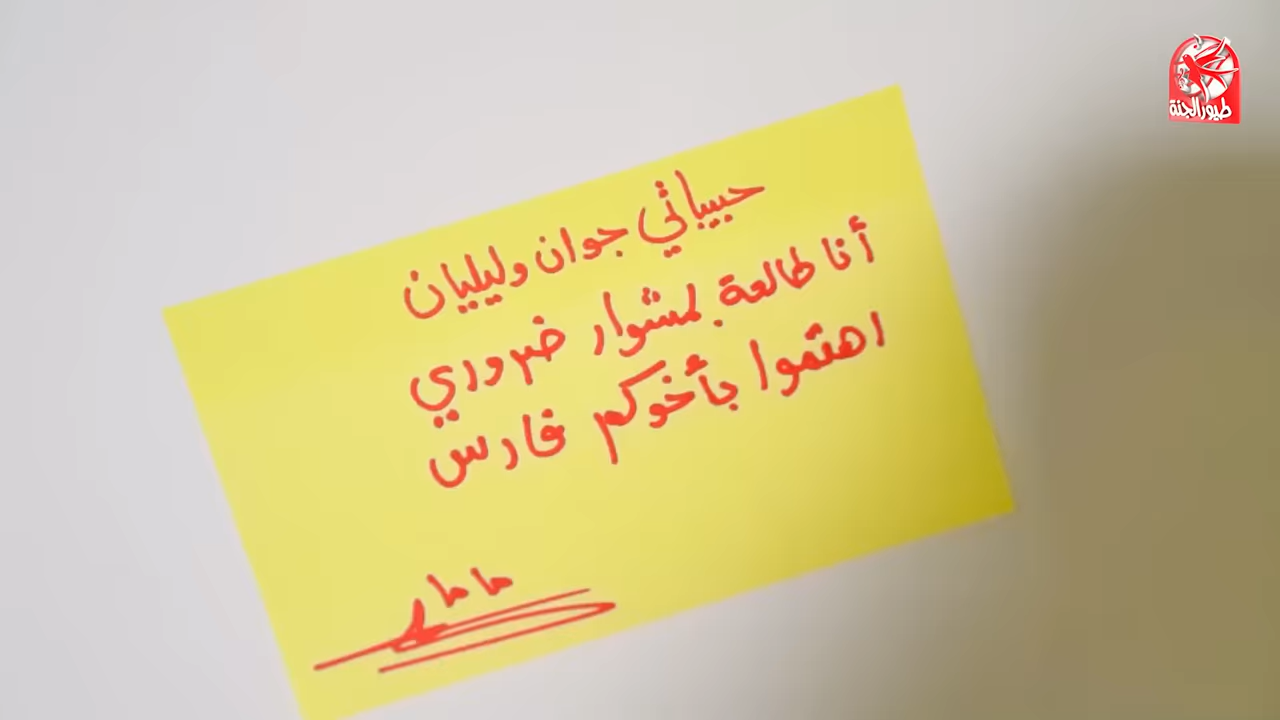 حبيباتي جوان وليليان
أنا طالعة لمشوار ضروري
اهتموا بأخوكم فارس
ماما
طيور الجنة